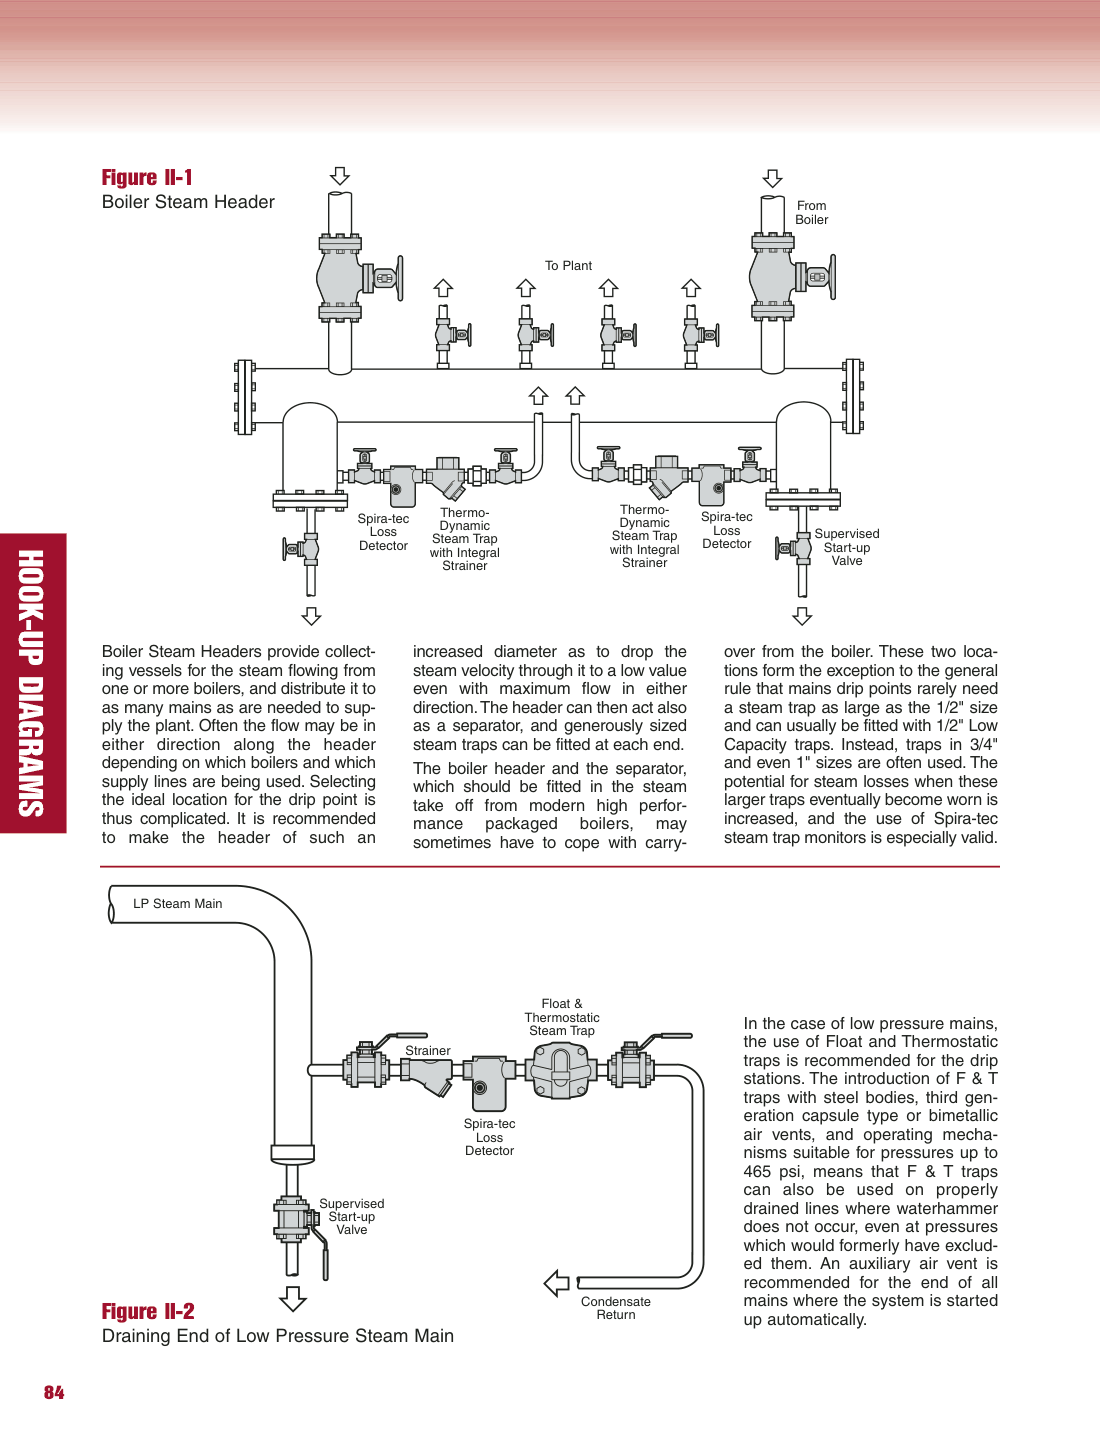 Figure II-1
Boiler Steam Header
From
Boiler
To Plant
Spira-tec
Loss
Detector
Thermo-
Dynamic
Steam Trap
with Integral
Strainer
Thermo-
Dynamic
Steam Trap
with Integral
Strainer
Spira-tec
Loss
Detector
Supervised
Start-up
Valve
HOOK-UP DIAGRAMS
Boiler Steam Headers provide collect-
ing vessels for the steam flowing from
one or more boilers, and distribute it to
as many mains as are needed to sup-
ply the plant. Often the flow may be in
either direction along the header
depending on which boilers and which
supply lines are being used. Selecting
the ideal location for the drip point is
thus complicated. It is recommended
to make the header of such an
increased diameter as to drop the
steam velocity through it to a low value
even with maximum flow in either
direction. The header can then act also
as a separator, and generously sized
steam traps can be fitted at each end.
The boiler header and the separator,
which should be fitted in the steam
take off from modern high perfor-
mance packaged boilers, may
sometimes have to cope with carry-
over from the boiler. These two loca-
tions form the exception to the general
rule that mains drip points rarely need
a steam trap as large as the 1/2" size
and can usually be fitted with 1/2" Low
Capacity traps. Instead, traps in 3/4"
and even 1" sizes are often used. The
potential for steam losses when these
larger traps eventually become worn is
increased, and the use of Spira-tec
steam trap monitors is especially valid.
LP Steam Main
Strainer
Float &
Thermostatic
Steam Trap
Spira-tec
Loss
Detector
Supervised
Start-up
Valve
Condensate
Return
In the case of low pressure mains,
the use of Float and Thermostatic
traps is recommended for the drip
stations. The introduction of F & T
traps with steel bodies, third gen-
eration capsule type or bimetallic
air vents, and operating mecha-
nisms suitable for pressures up to
465 psi, means that F & T traps
can also be used on properly
drained lines where waterhammer
does not occur, even at pressures
which would formerly have exclud-
ed them. An auxiliary air vent is
recommended for the end of all
mains where the system is started
up automatically.
Figure II-2
Draining End of Low Pressure Steam Main
84